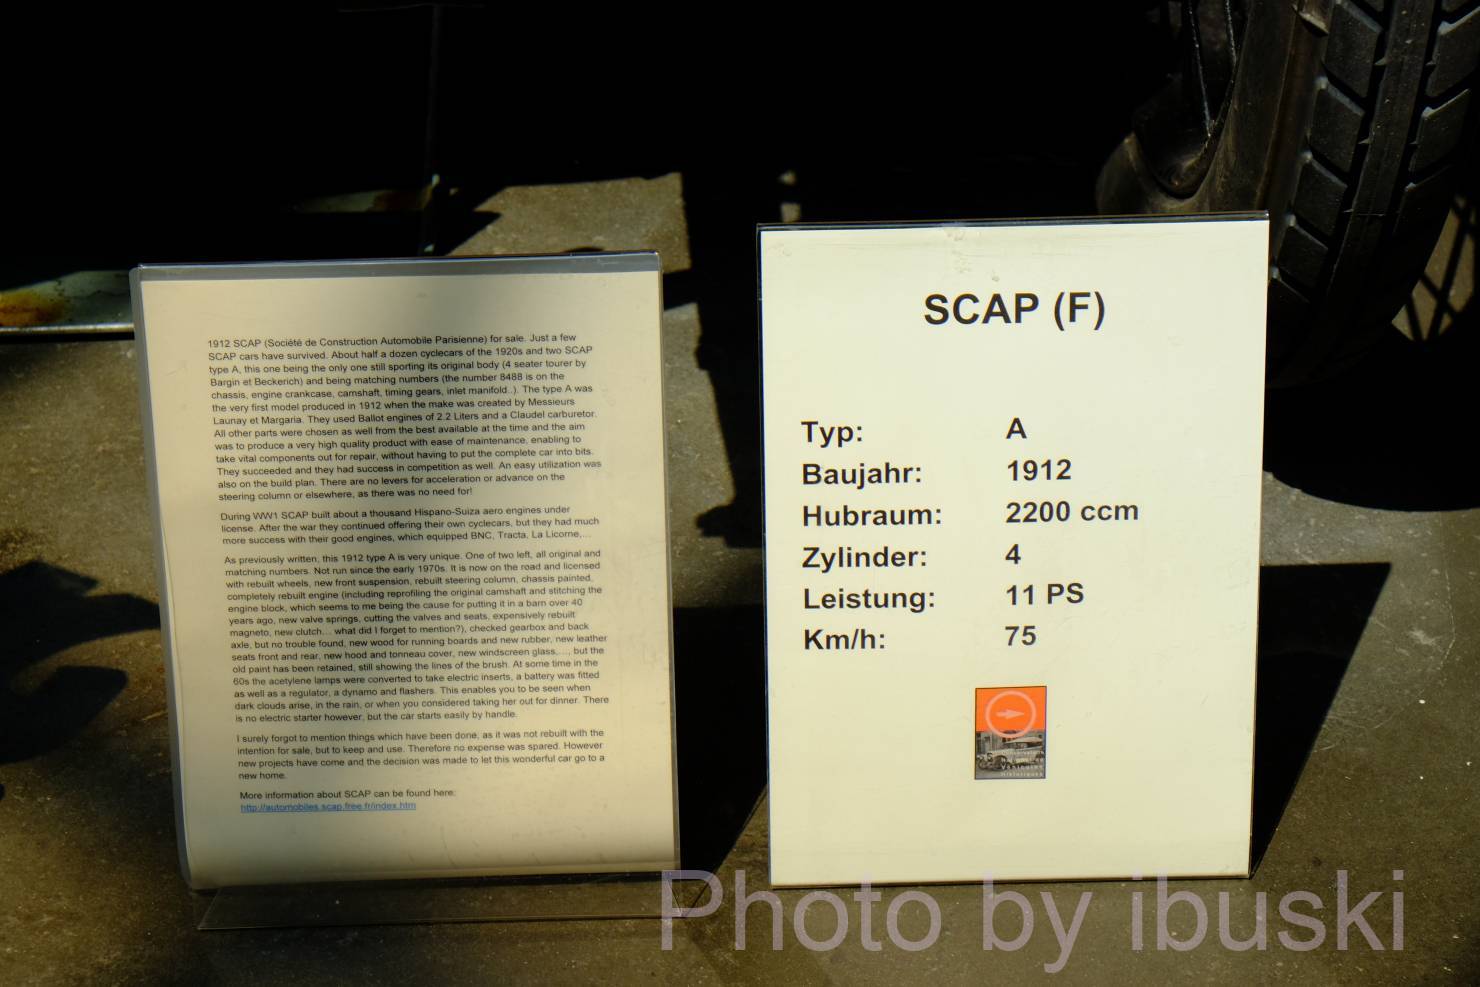 1912 SCAP (Société de Construction Automobile Parisienne) for sale. Just a few
SCAP cars have survived. About half a dozen cyclecars of the 1920s and two SCAP
type A, this one being the only one still sporting its original body (4 seater tourer by
Bargin et Beckerich) and being matching numbers (the number 8488 is on the
chassis, engine crankcase, camshaft, timing gears, inlet manifold..). The type A was
the very first model produced in 1912 when the make was created by Messieurs
Launay et Margaria. They used Ballot engines of 2.2 Liters and a Claudel carburetor.
All other parts were chosen as well from the best available at the time and the aim
was to produce a very high quality product with ease of maintenance, enabling to
take vital components out for repair, without having to put the complete car into bits.
They succeeded and they had success in competition as well. An easy utilization was
also on the build plan. There are no levers for acceleration or advance on the
steering column or elsewhere, as there was no need for!
During WW1 SCAP built about a thousand Hispano-Suiza aero engines under
license. After the war they continued offering their own cyclecars, but they had much
more success with their good engines, which equipped BNC, Tracta, La Licorne,...
As previously written, this 1912 type A is very unique. One of two left, all original and
matching numbers. Not run since the early 1970s. It is now on the road and licensed
with rebuilt wheels, new front suspension, rebuilt steering column, chassis painted,
completely rebuilt engine (including reprofiling the original camshaft and stitching the
engine block, which seems to me being the cause for putting it in a barn over 40
years ago, new valve springs, cutting the valves and seats, expensively rebuilt
magneto, new clutch... what did I forget to mention?), checked gearbox and back
axle, but no trouble found, new wood for running boards and new rubber, new leather
seats front and rear, new hood and tonneau cover, new windscreen glass,..., but the
old paint has been retained, still showing the lines of the brush. At some time in the
60s the acetylene lamps were converted to take electric inserts, a battery was fitted
as well as a regulator, a dynamo and flashers. This enables you to be seen when
dark clouds arise, in the rain, or when you considered taking her out for dinner. There
is no electric starter however, but the car starts easily by handle.
I surely forgot to mention things which have been done, as it was not rebuilt with the
intention for sale, but to keep and use. Therefore no expense was spared. However
new projects have come and the decision was made to let this wonderful car go to a
new home.
More information about SCAP can be found here:
http://automobiles.scap.free.fr/index.htm
SCAP (F)
Typ: A
Baujahr: 1912
Hubraum: 2200 ccm
Zylinder: 4
Leistung: 11 PS
Km/h: 75
Véhicules
Historiques
Photo by ibuski